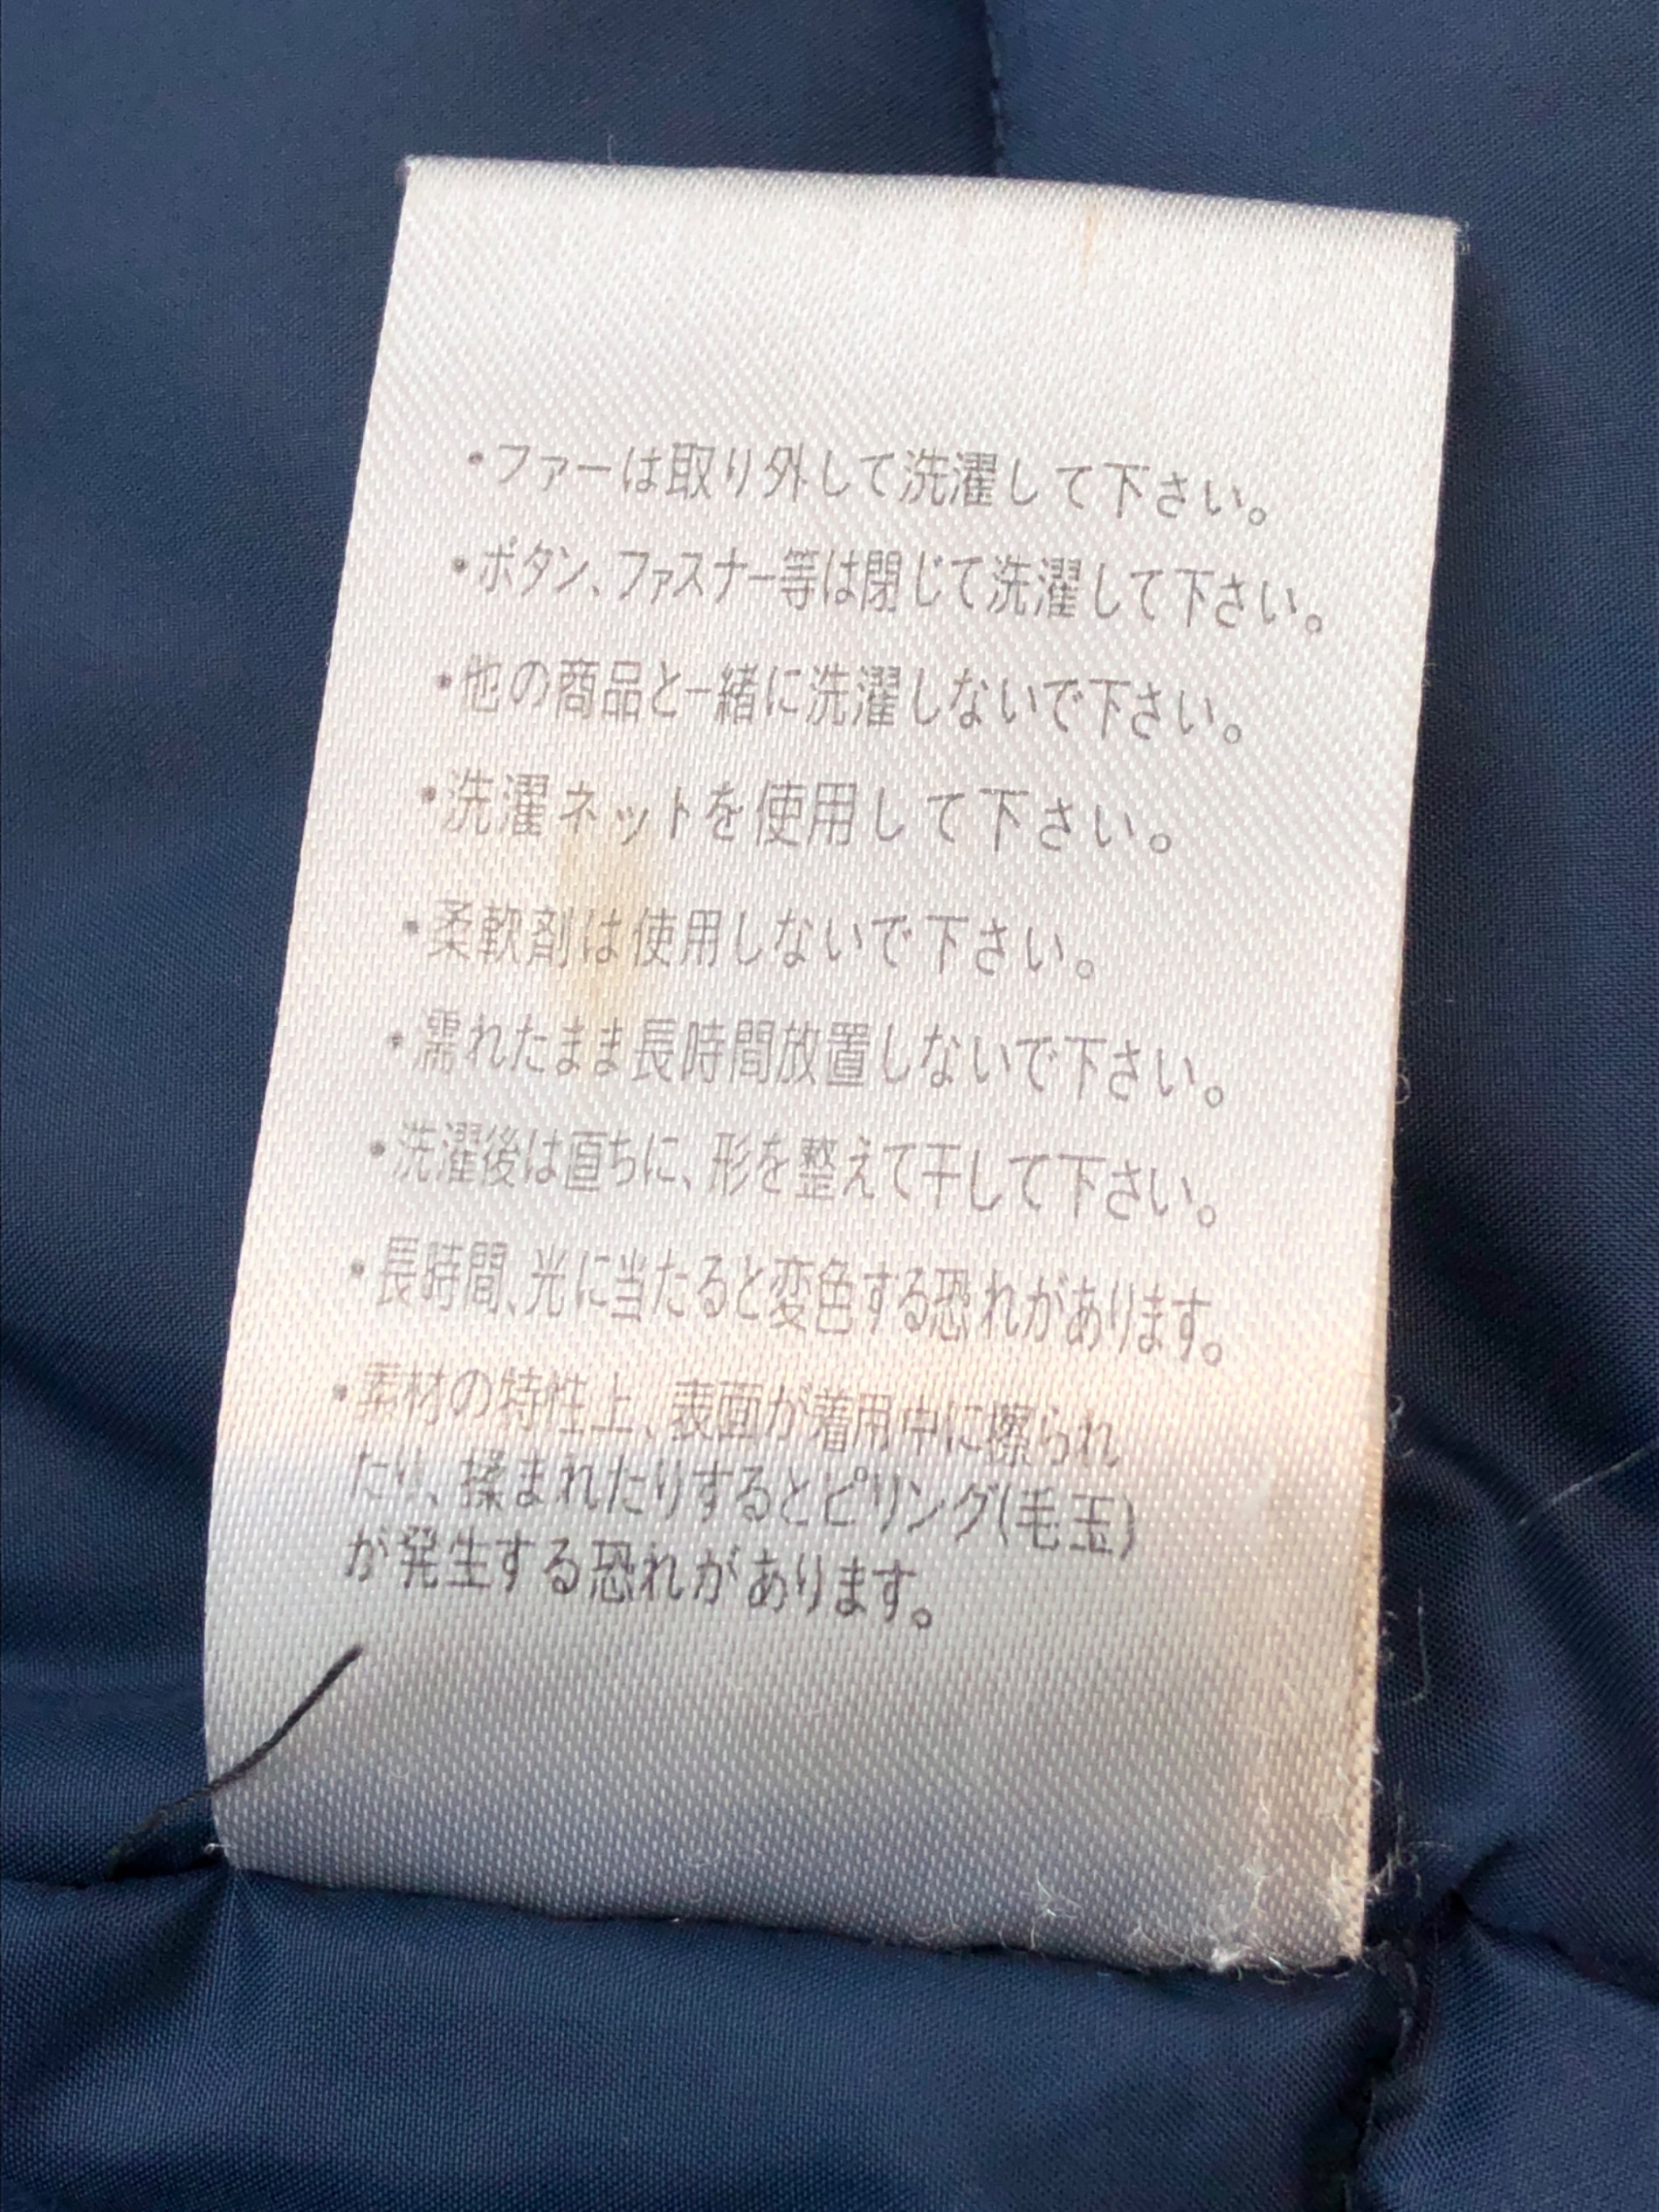 ・ファーは取り外して洗濯して下さい。
・ボタン、ファスナー等は閉じて洗濯して下さい。
・他の商品と一緒に洗濯しないで下さい。
・洗濯ネットを使用して下さい。
・柔軟剤は使用しないで下さい。
・濡れたまま長時間放置しないで下さい。
・洗濯後は直ちに、形を整えて干して下さい。
・長時間、光に当たると変色する恐れがあります。
・素材の特性上、表面が着用中に擦られ
たり、揉まれたりするとピリング(毛玉)
が発生する恐れがあります。